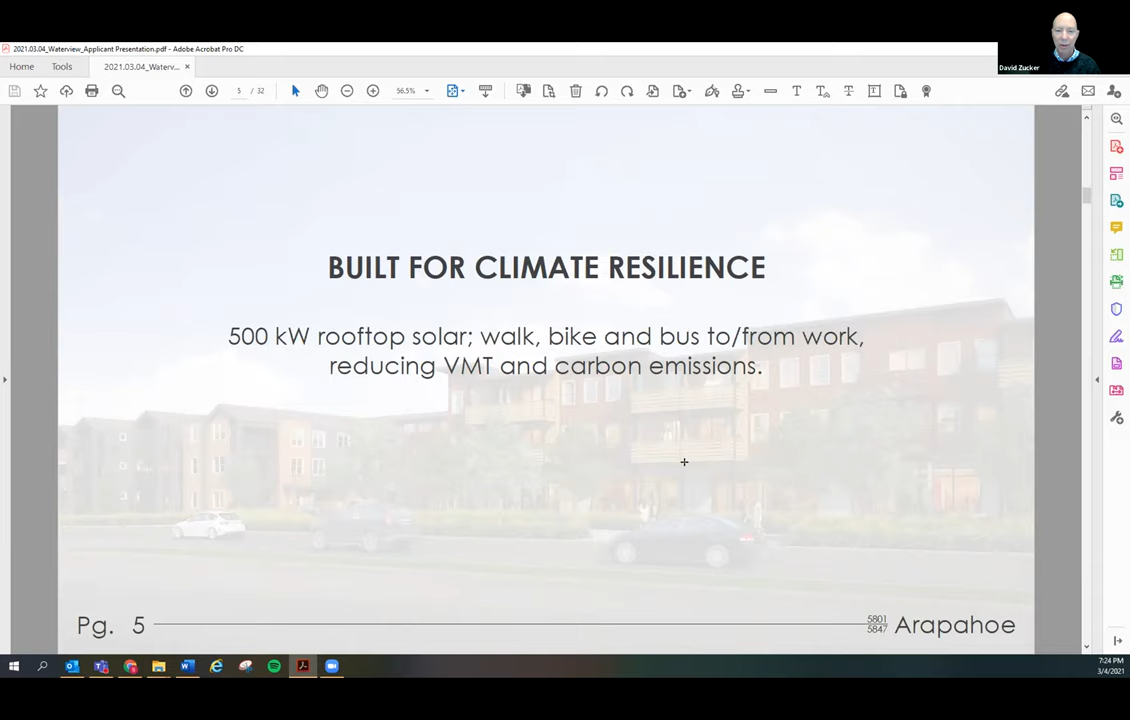 2021.03.04_Waterview_Applicant Presentation.pdf - Adobe Acrobat Pro DC
David Zucker
Home Tools 2021.03.04_Waterv... ×
5 / 32 56.5%
BUILT FOR CLIMATE RESILIENCE
500 kW rooftop solar; walk, bike and bus to/from work,
reducing VMT and carbon emissions.
Pg. 5
5801
5847
Arapahoe
7:24 PM
3/4/2021